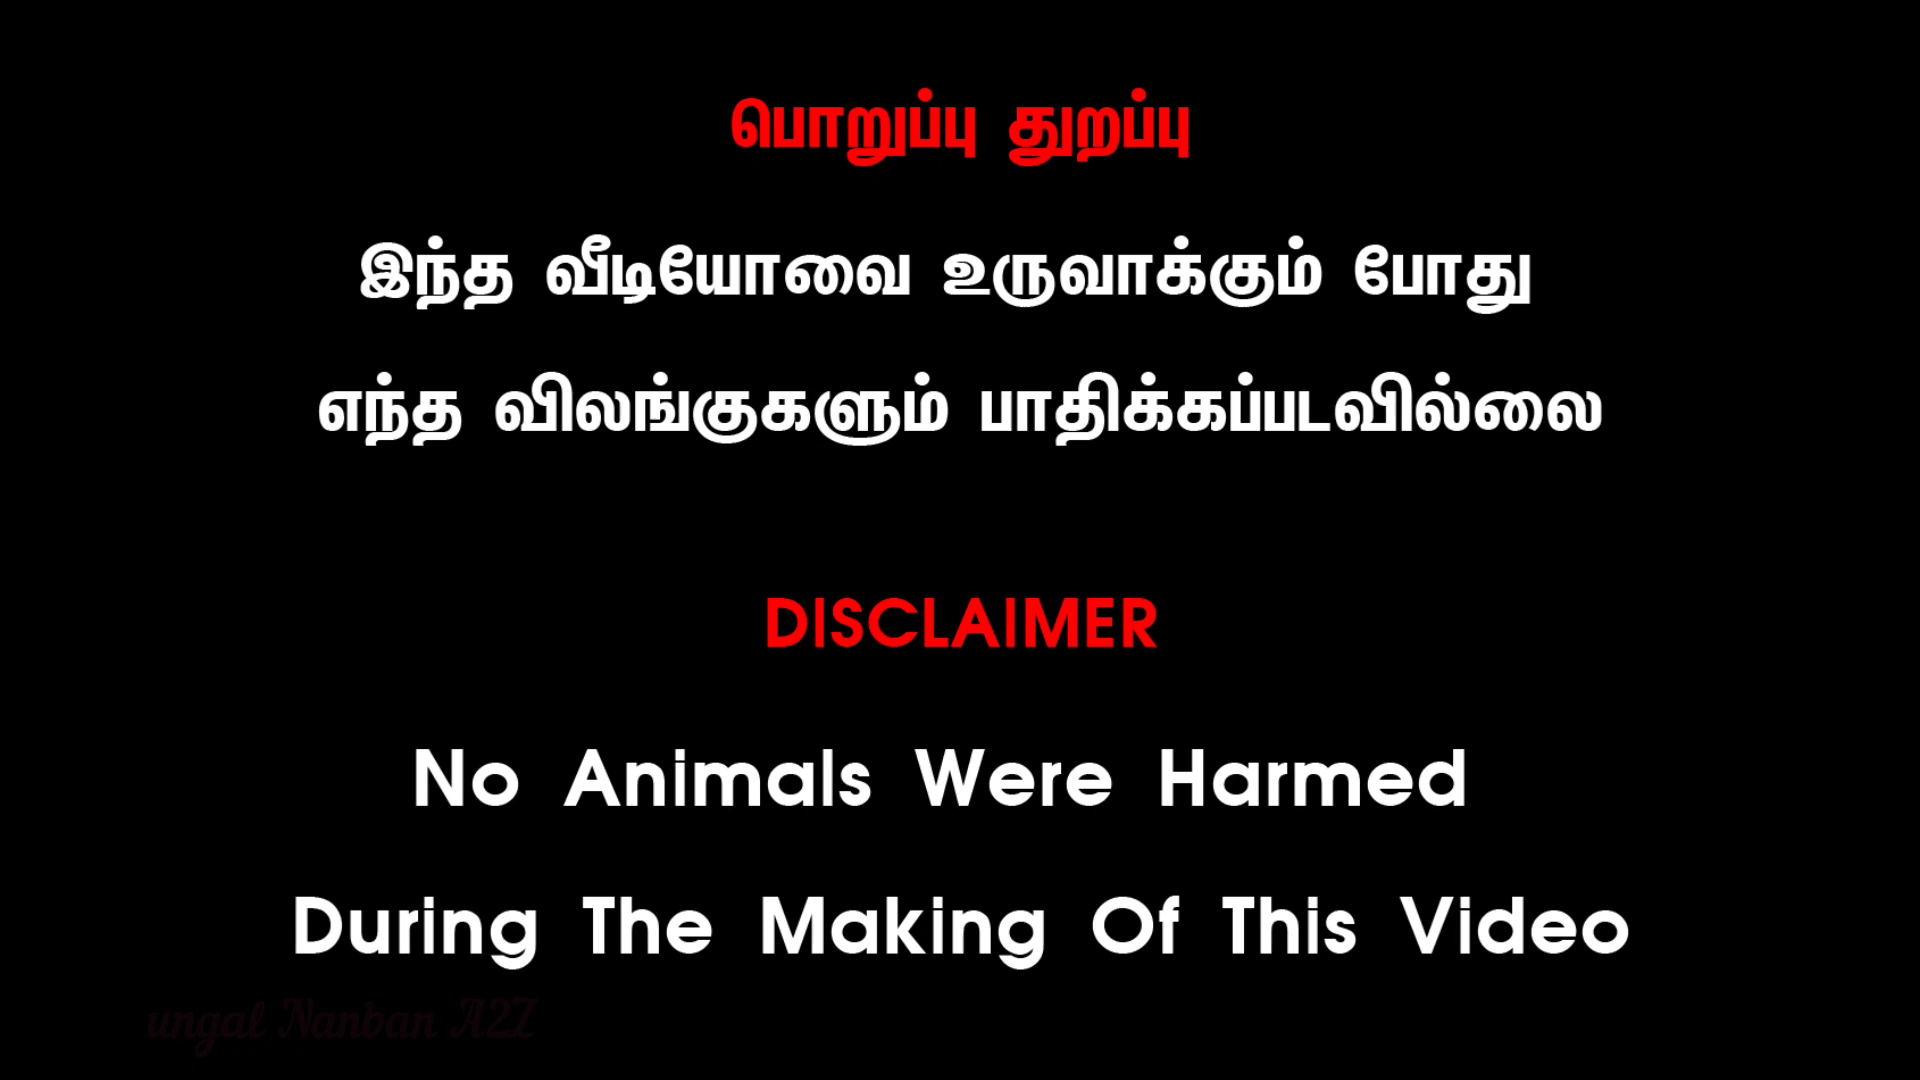 பொறுப்பு துறப்பு
இந்த வீடியோவை உருவாக்கும் போது
எந்த விலங்குகளும் பாதிக்கப்படவில்லை
DISCLAIMER
No Animals Were Harmed
During The Making Of This Video
ungal Nanban A2Z